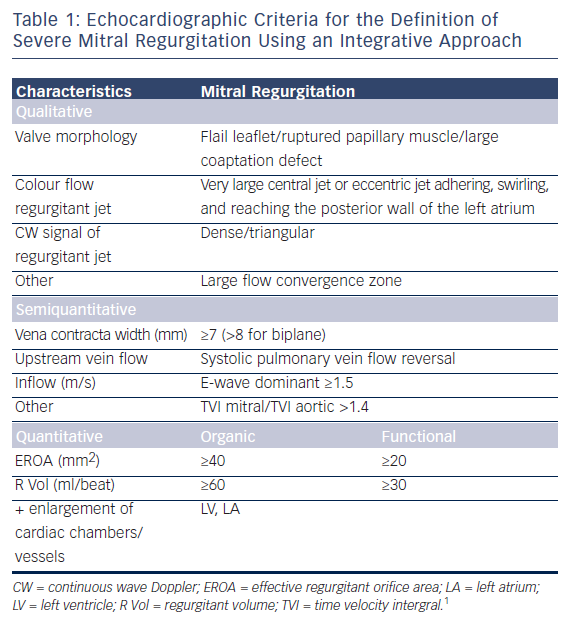 Table 1: Echocardiographic Criteria for the Definition of
Severe Mitral Regurgitation Using an Integrative Approach
Characteristics Mitral Regurgitation
Qualitative
Valve morphology Flail leaflet/ruptured papillary muscle/large
coaptation defect
Colour flow Very large central jet or eccentric jet adhering, swirling,
regurgitant jet and reaching the posterior wall of the left atrium
CW signal of Dense/triangular
regurgitant jet
Other Large flow convergence zone
Semiquantitative
Vena contracta width (mm) ≥7 (>8 for biplane)
Upstream vein flow Systolic pulmonary vein flow reversal
Inflow (m/s) E-wave dominant ≥1.5
Other TVI mitral/TVI aortic >1.4
Quantitative Organic Functional
EROA (mm2) ≥40 ≥20
R Vol (ml/beat) ≥60 ≥30
+ enlargement of LV, LA
cardiac chambers/
vessels
CW = continuous wave Doppler; EROA = effective regurgitant orifice area; LA = left atrium;
LV = left ventricle; R Vol = regurgitant volume; TVI = time velocity intergral.1